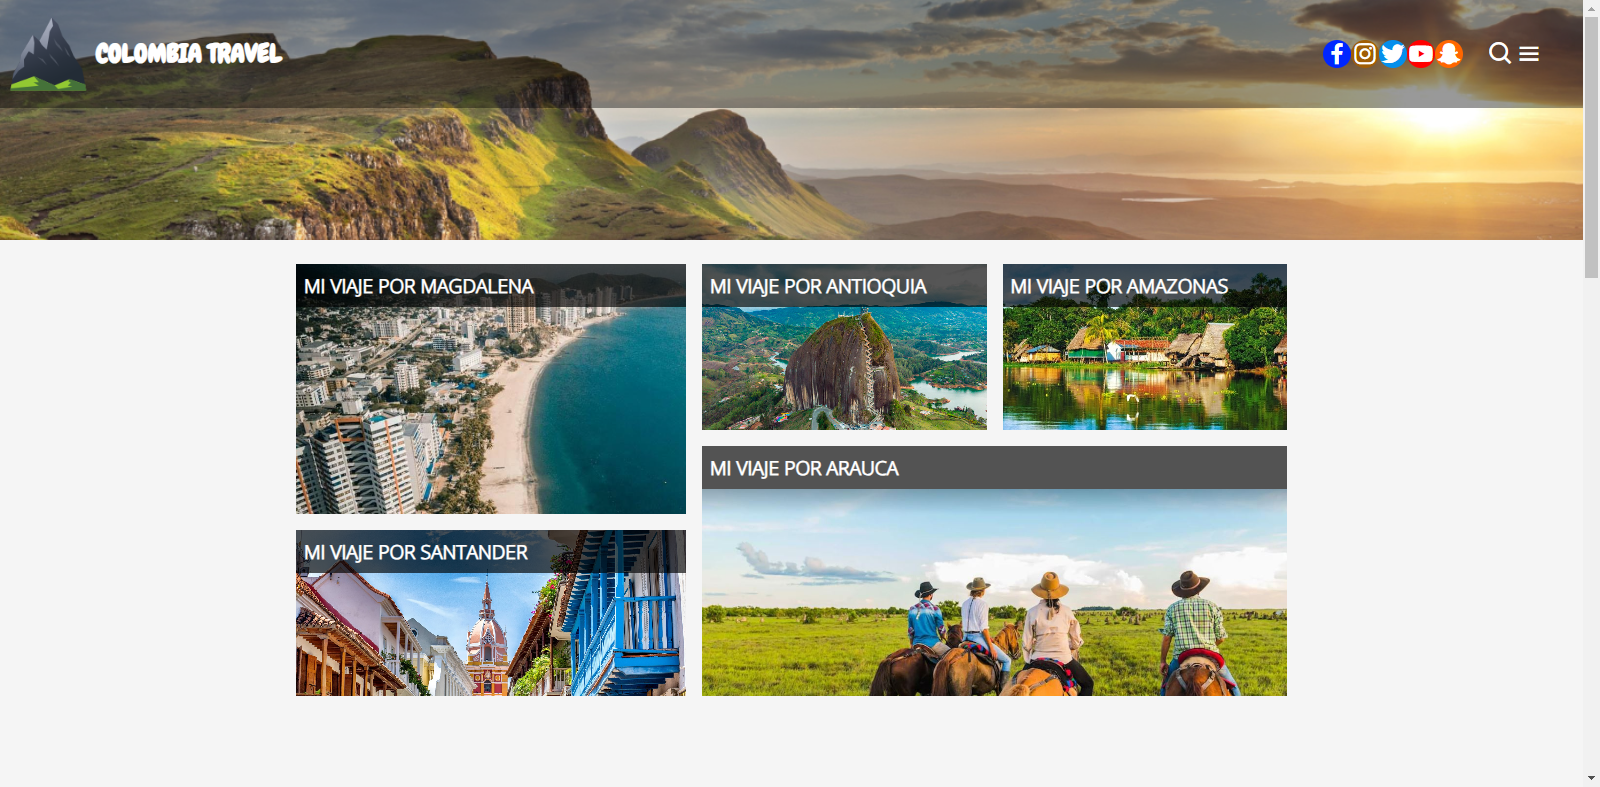 COLOMBIA TRAVEL
MI VIAJE POR MAGDALENA
MI VIAJE POR ANTIOQUIA
MI VIAJE POR AMAZONAS
MI VIAJE POR ARAUCA
MI VIAJE POR SANTANDER